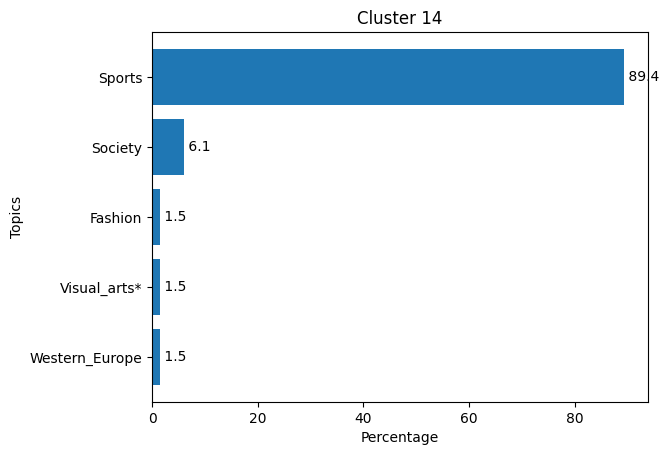 Cluster 14
Sports 89.4
Society 6.1
Fashion 1.5
Visual_arts* 1.5
Western_Europe 1.5
Topics
0 20 40 60 80
Percentage